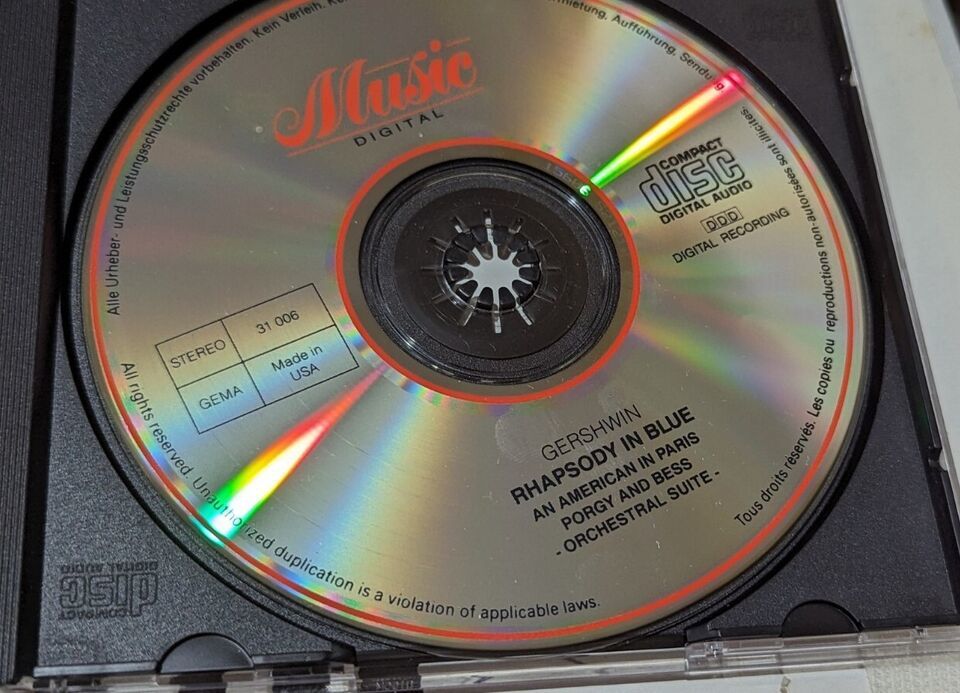 Alle Urheber- und Leistungsschutzrechte vorbehalten. Kein Verleih.
Aufführung, Sendung
Music
DIGITAL
COMPACT
disc
DIGITAL AUDIO
DDD
DIGITAL RECORDING
STEREO
31 006
GEMA
Made in
USA
GERSHWIN
RHAPSODY IN BLUE
AN AMERICAN IN PARIS
PORGY AND BESS
- ORCHESTRAL SUITE -
All rights reserved. Unauthorized duplication is a violation of applicable laws.
Tous droits réservés. Les copies ou reproductions non-autorisées sont illicites.
COMPACT
disc
DIGITAL AUDIO